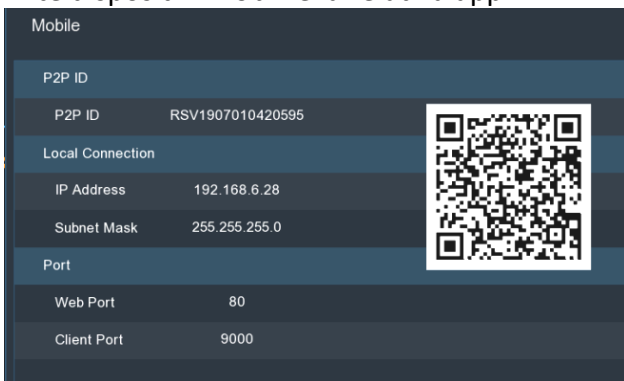 Mobile
P2P ID
P2P ID RSV1907010420595
Local Connection
IP Address 192.168.6.28
Subnet Mask 255.255.255.0
Port
Web Port 80
Client Port 9000